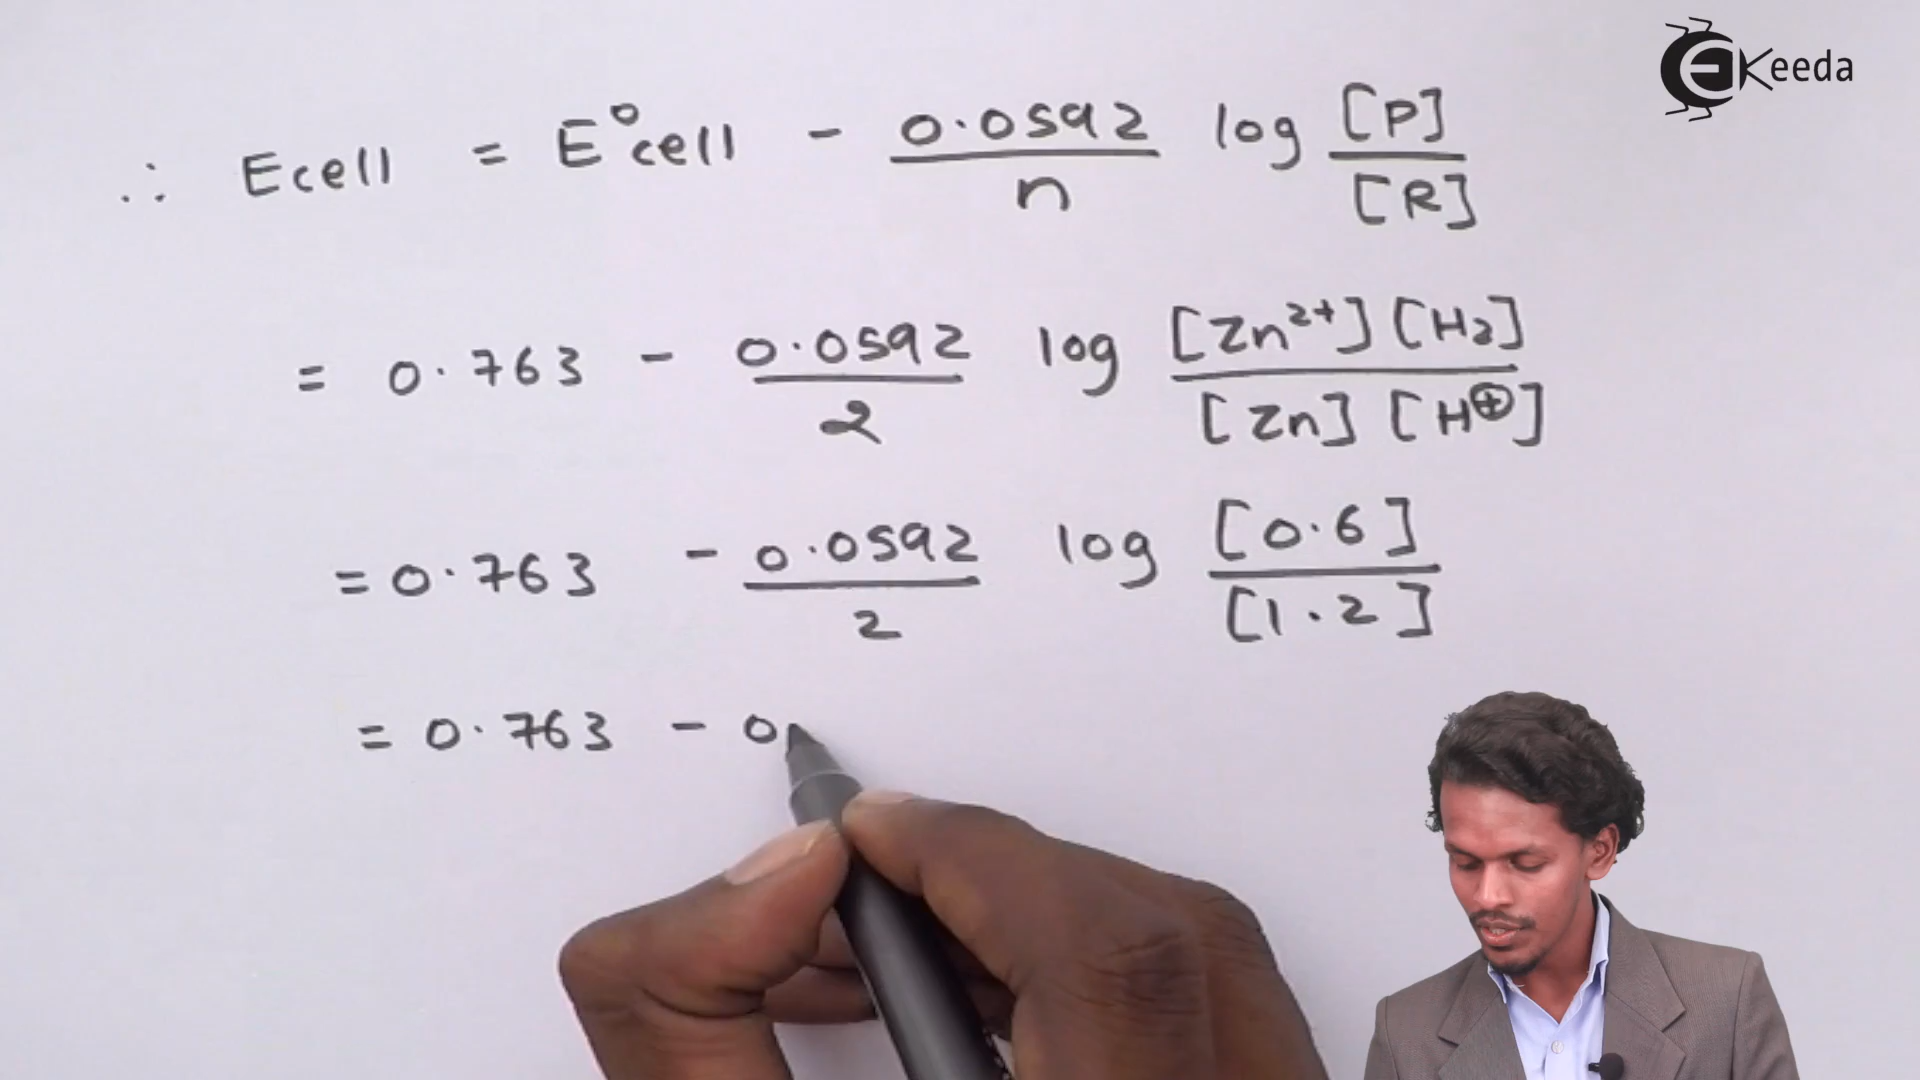 EKeeda
∴ Ecell = E°cell - 0.0592/n log [P]/[R]
= 0.763 - 0.0592/2 log [Zn²⁺][H₂]/[Zn][H⊕]
= 0.763 - 0.0592/2 log [0.6]/[1.2]
= 0.763 - 0.